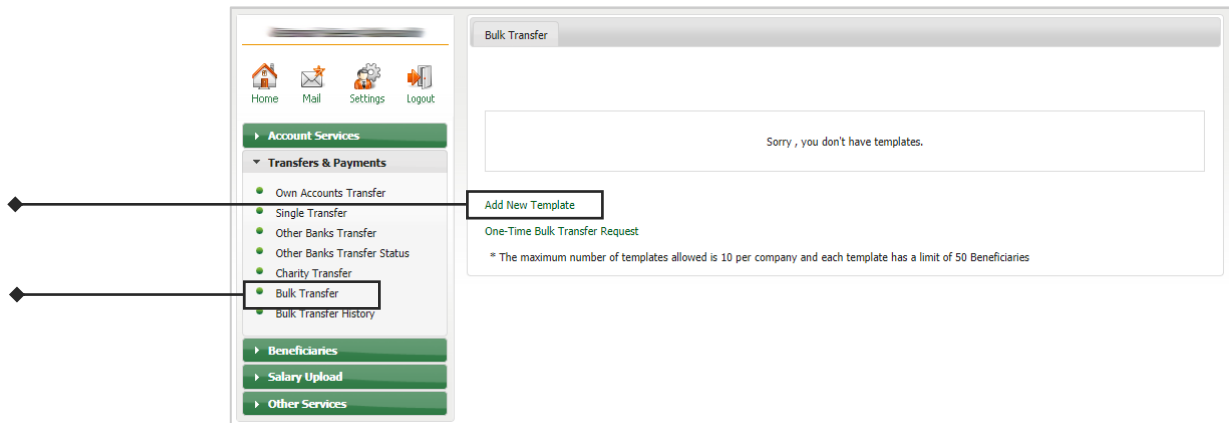 Home Mail Settings Logout
Account Services
Transfers & Payments
Own Accounts Transfer
Single Transfer
Other Banks Transfer
Other Banks Transfer Status
Charity Transfer
Bulk Transfer
Bulk Transfer History
Beneficiaries
Salary Upload
Other Services
Bulk Transfer
Sorry , you don't have templates.
Add New Template
One-Time Bulk Transfer Request
* The maximum number of templates allowed is 10 per company and each template has a limit of 50 Beneficiaries